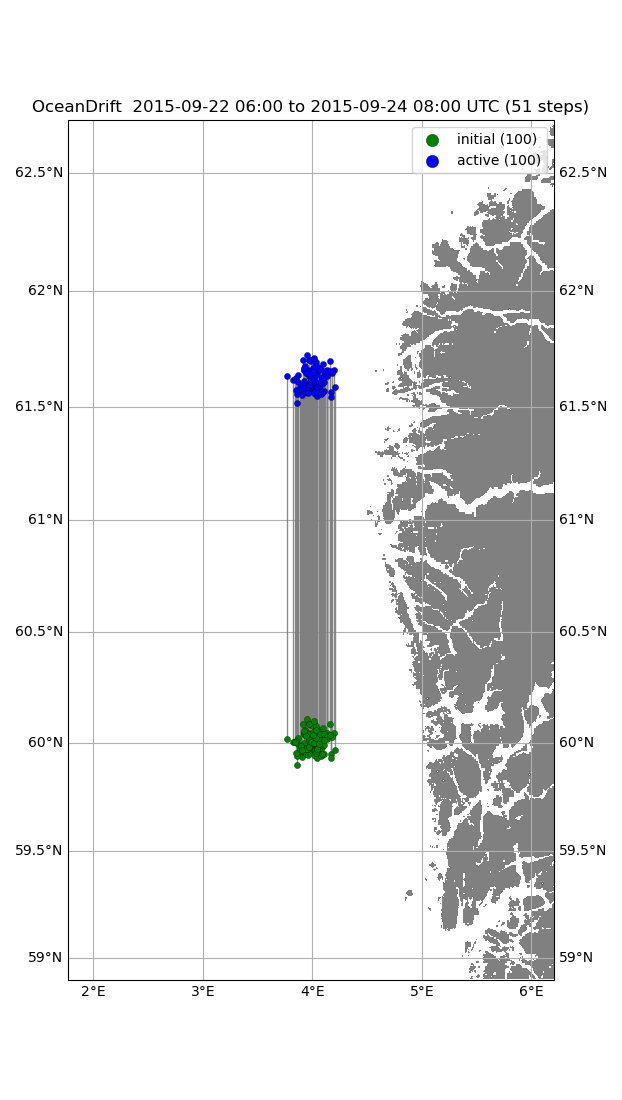 OceanDrift  2015-09-22 06:00 to 2015-09-24 08:00 UTC (51 steps)
initial (100)
active (100)
62.5°N 62.5°N
62°N 62°N
61.5°N 61.5°N
61°N 61°N
60.5°N 60.5°N
60°N 60°N
59.5°N 59.5°N
59°N 59°N
2°E 3°E 4°E 5°E 6°E